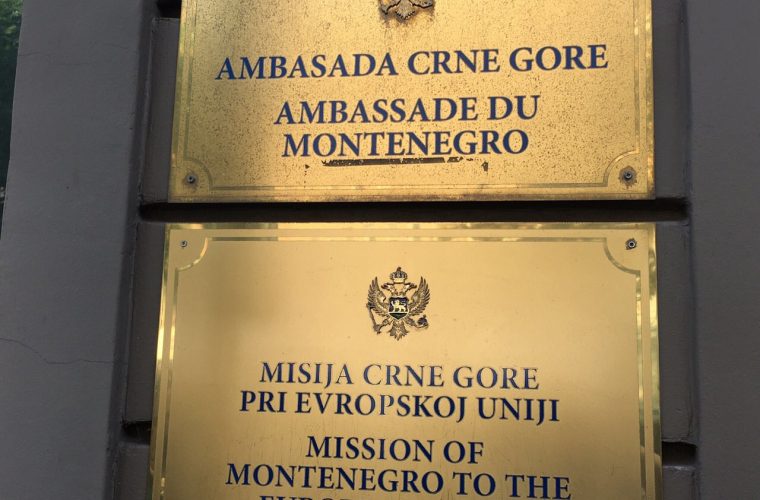 AMBASADA CRNE GORE
AMBASSADE DU
MONTENEGRO
MISIJA CRNE GORE
PRI EVROPSKOJ UNIJI
MISSION OF
MONTENEGRO TO THE